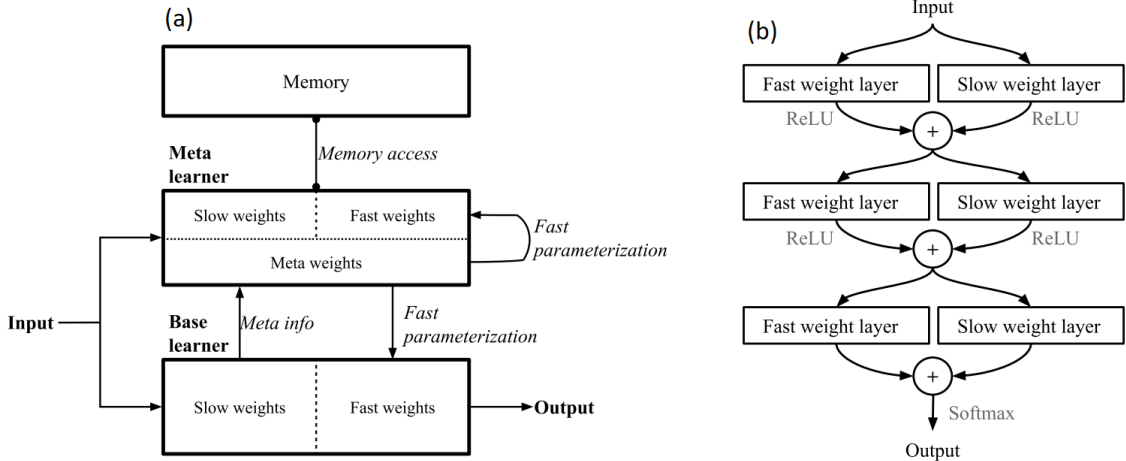 (a)
Memory
Memory access
Meta
learner
Slow weights
Fast weights
Meta weights
Fast
parameterization
Input
Base
learner
Meta info
Fast
parameterization
Slow weights
Fast weights
Output
(b)
Input
Fast weight layer
Slow weight layer
ReLU
+
ReLU
Fast weight layer
Slow weight layer
ReLU
+
ReLU
Fast weight layer
Slow weight layer
+
Softmax
Output